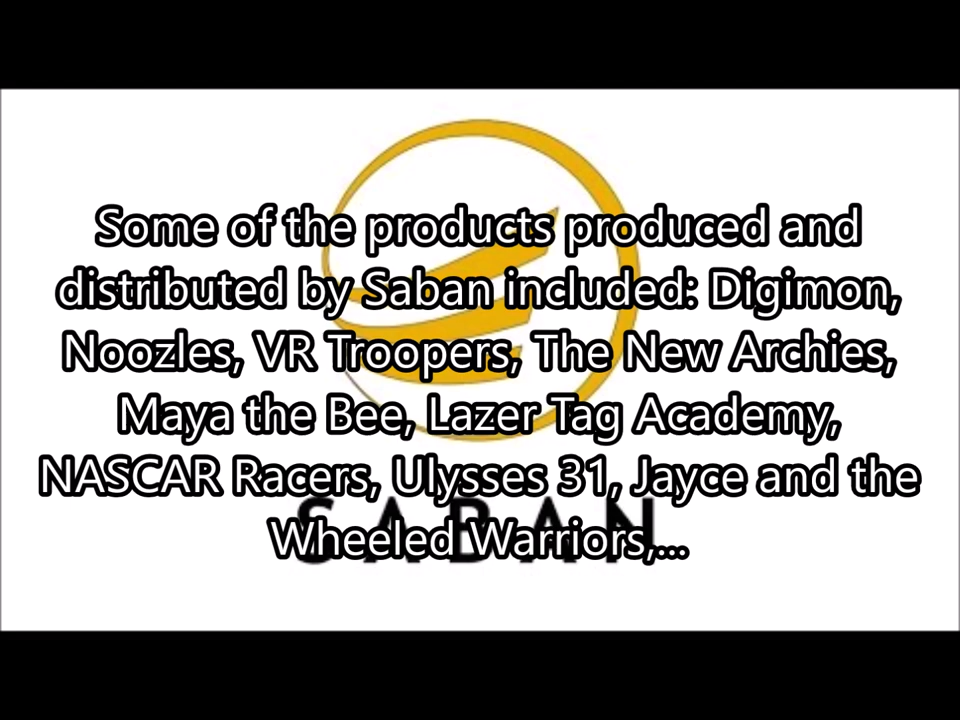 Some of the products produced and
distributed by Saban included: Digimon,
Noozles, VR Troopers, The New Archies,
Maya the Bee, Lazer Tag Academy,
NASCAR Racers, Ulysses 31, Jayce and the
Wheeled Warriors,...
SABAN